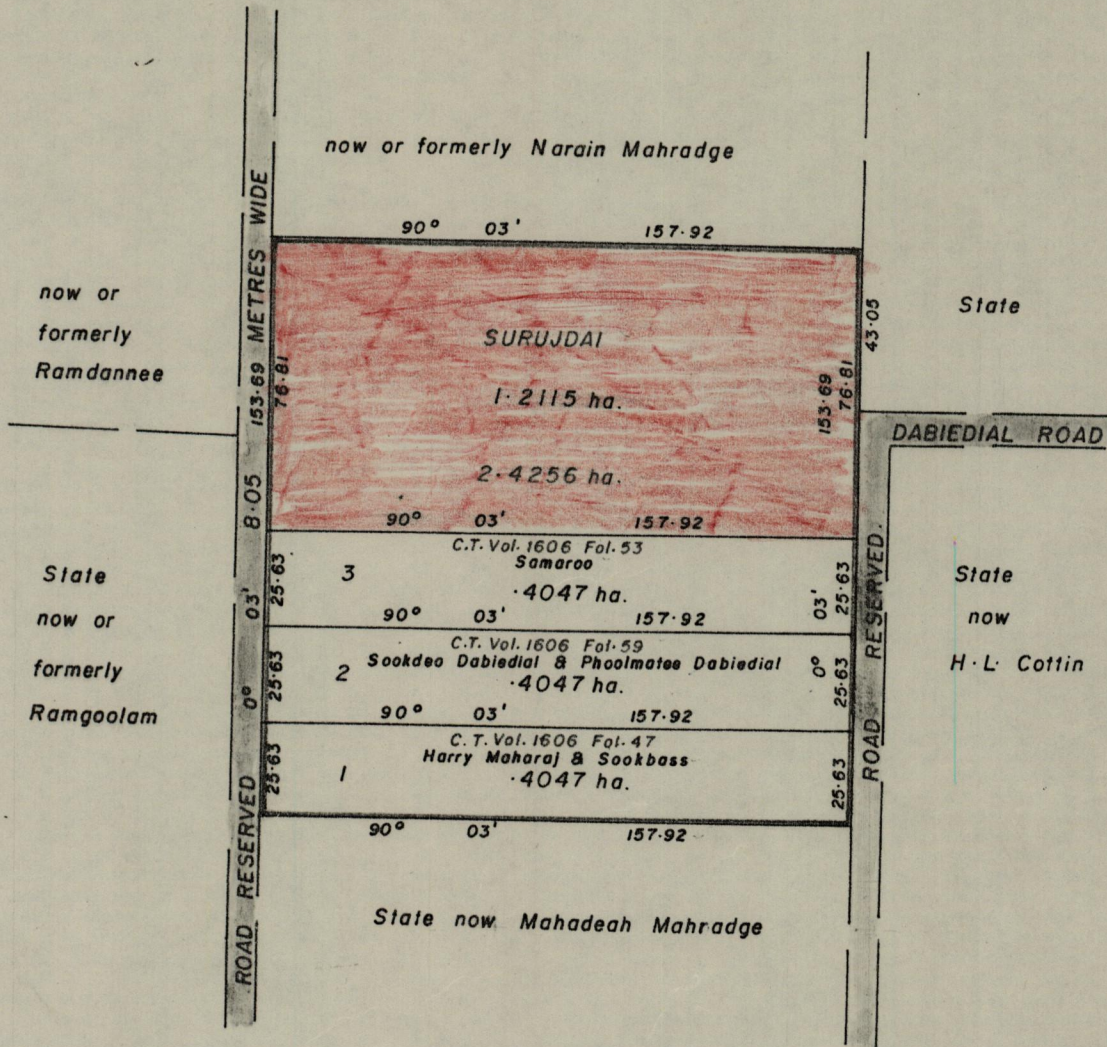 now or formerly Narain Mahradge
90° 03' 157·92
now or
formerly
Ramdannee
ROAD RESERVED 0° 03' 8·05 153·69 METRES WIDE
76·81
SURUJDAI
1·2115 ha.
2·4256 ha.
153·69
76·81
43·05
State
DABIEDIAL ROAD
90° 03' 157·92
C.T. Vol. 1606 Fol. 53
Samaroo
3
·4047 ha.
25·63
25·63
0° 03'
90° 03' 157·92
C.T. Vol. 1606 Fol. 59
Sookdeo Dabiedial & Phoolmatee Dabiedial
2
·4047 ha.
25·63
25·63
90° 03' 157·92
C.T. Vol. 1606 Fol. 47
Harry Maharaj & Sookbass
1
·4047 ha.
25·63
25·63
90° 03' 157·92
State
now or
formerly
Ramgoolam
ROAD RESERVED.
State
now
H·L· Cottin
State now Mahadeah Mahradge